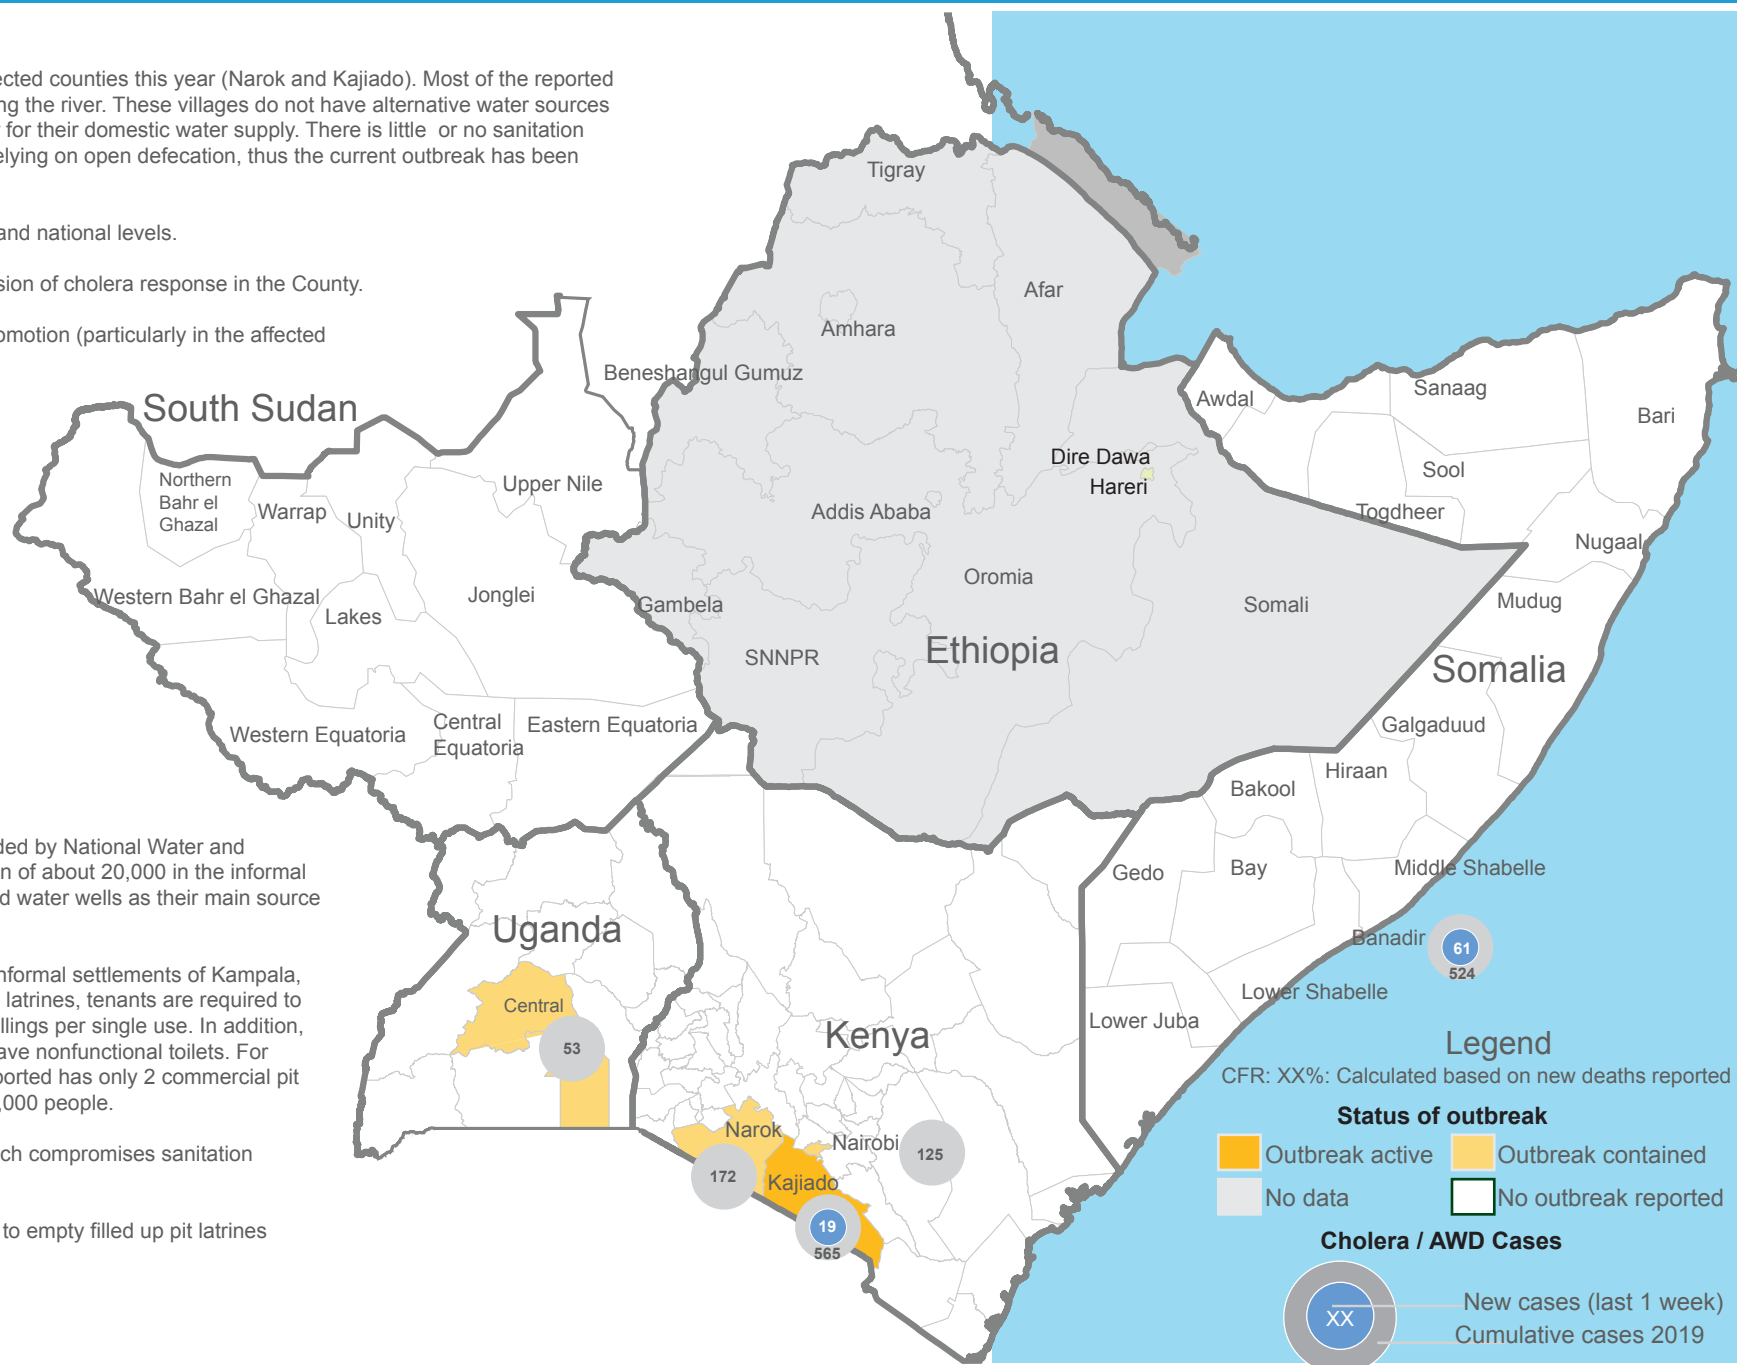 ected counties this year (Narok and Kajiado). Most of the reported
ng the river. These villages do not have alternative water sources
for their domestic water supply. There is little or no sanitation
elying on open defecation, thus the current outbreak has been
and national levels.
sion of cholera response in the County.
omotion (particularly in the affected
South Sudan
Northern
Bahr el
Ghazal
Warrap
Unity
Upper Nile
Western Bahr el Ghazal
Lakes
Jonglei
Western Equatoria
Central
Equatoria
Eastern Equatoria
Tigray
Afar
Amhara
Beneshangul Gumuz
Dire Dawa
Hareri
Addis Ababa
Oromia
Gambela
Somali
SNNPR
Ethiopia
Awdal
Sanaag
Bari
Sool
Togdheer
Nugaal
Mudug
Somalia
Galgaduud
Hiraan
Bakool
Gedo
Bay
Middle Shabelle
Banadir
61
524
Lower Shabelle
Lower Juba
ded by National Water and
n of about 20,000 in the informal
d water wells as their main source
nformal settlements of Kampala,
latrines, tenants are required to
llings per single use. In addition,
ave nonfunctional toilets. For
ported has only 2 commercial pit
,000 people.
ch compromises sanitation
to empty filled up pit latrines
Uganda
Central
53
Kenya
Narok
Nairobi
125
172
Kajiado
19
565
Legend
CFR: XX%: Calculated based on new deaths reported
Status of outbreak
Outbreak active
Outbreak contained
No data
No outbreak reported
Cholera / AWD Cases
XX
New cases (last 1 week)
Cumulative cases 2019